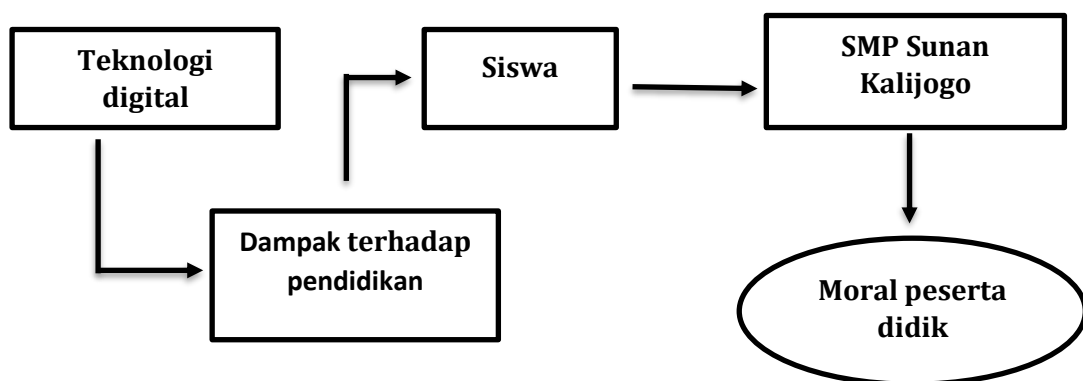 Teknologi
digital
Dampak terhadap
pendidikan
Siswa
SMP Sunan
Kalijogo
Moral peserta
didik